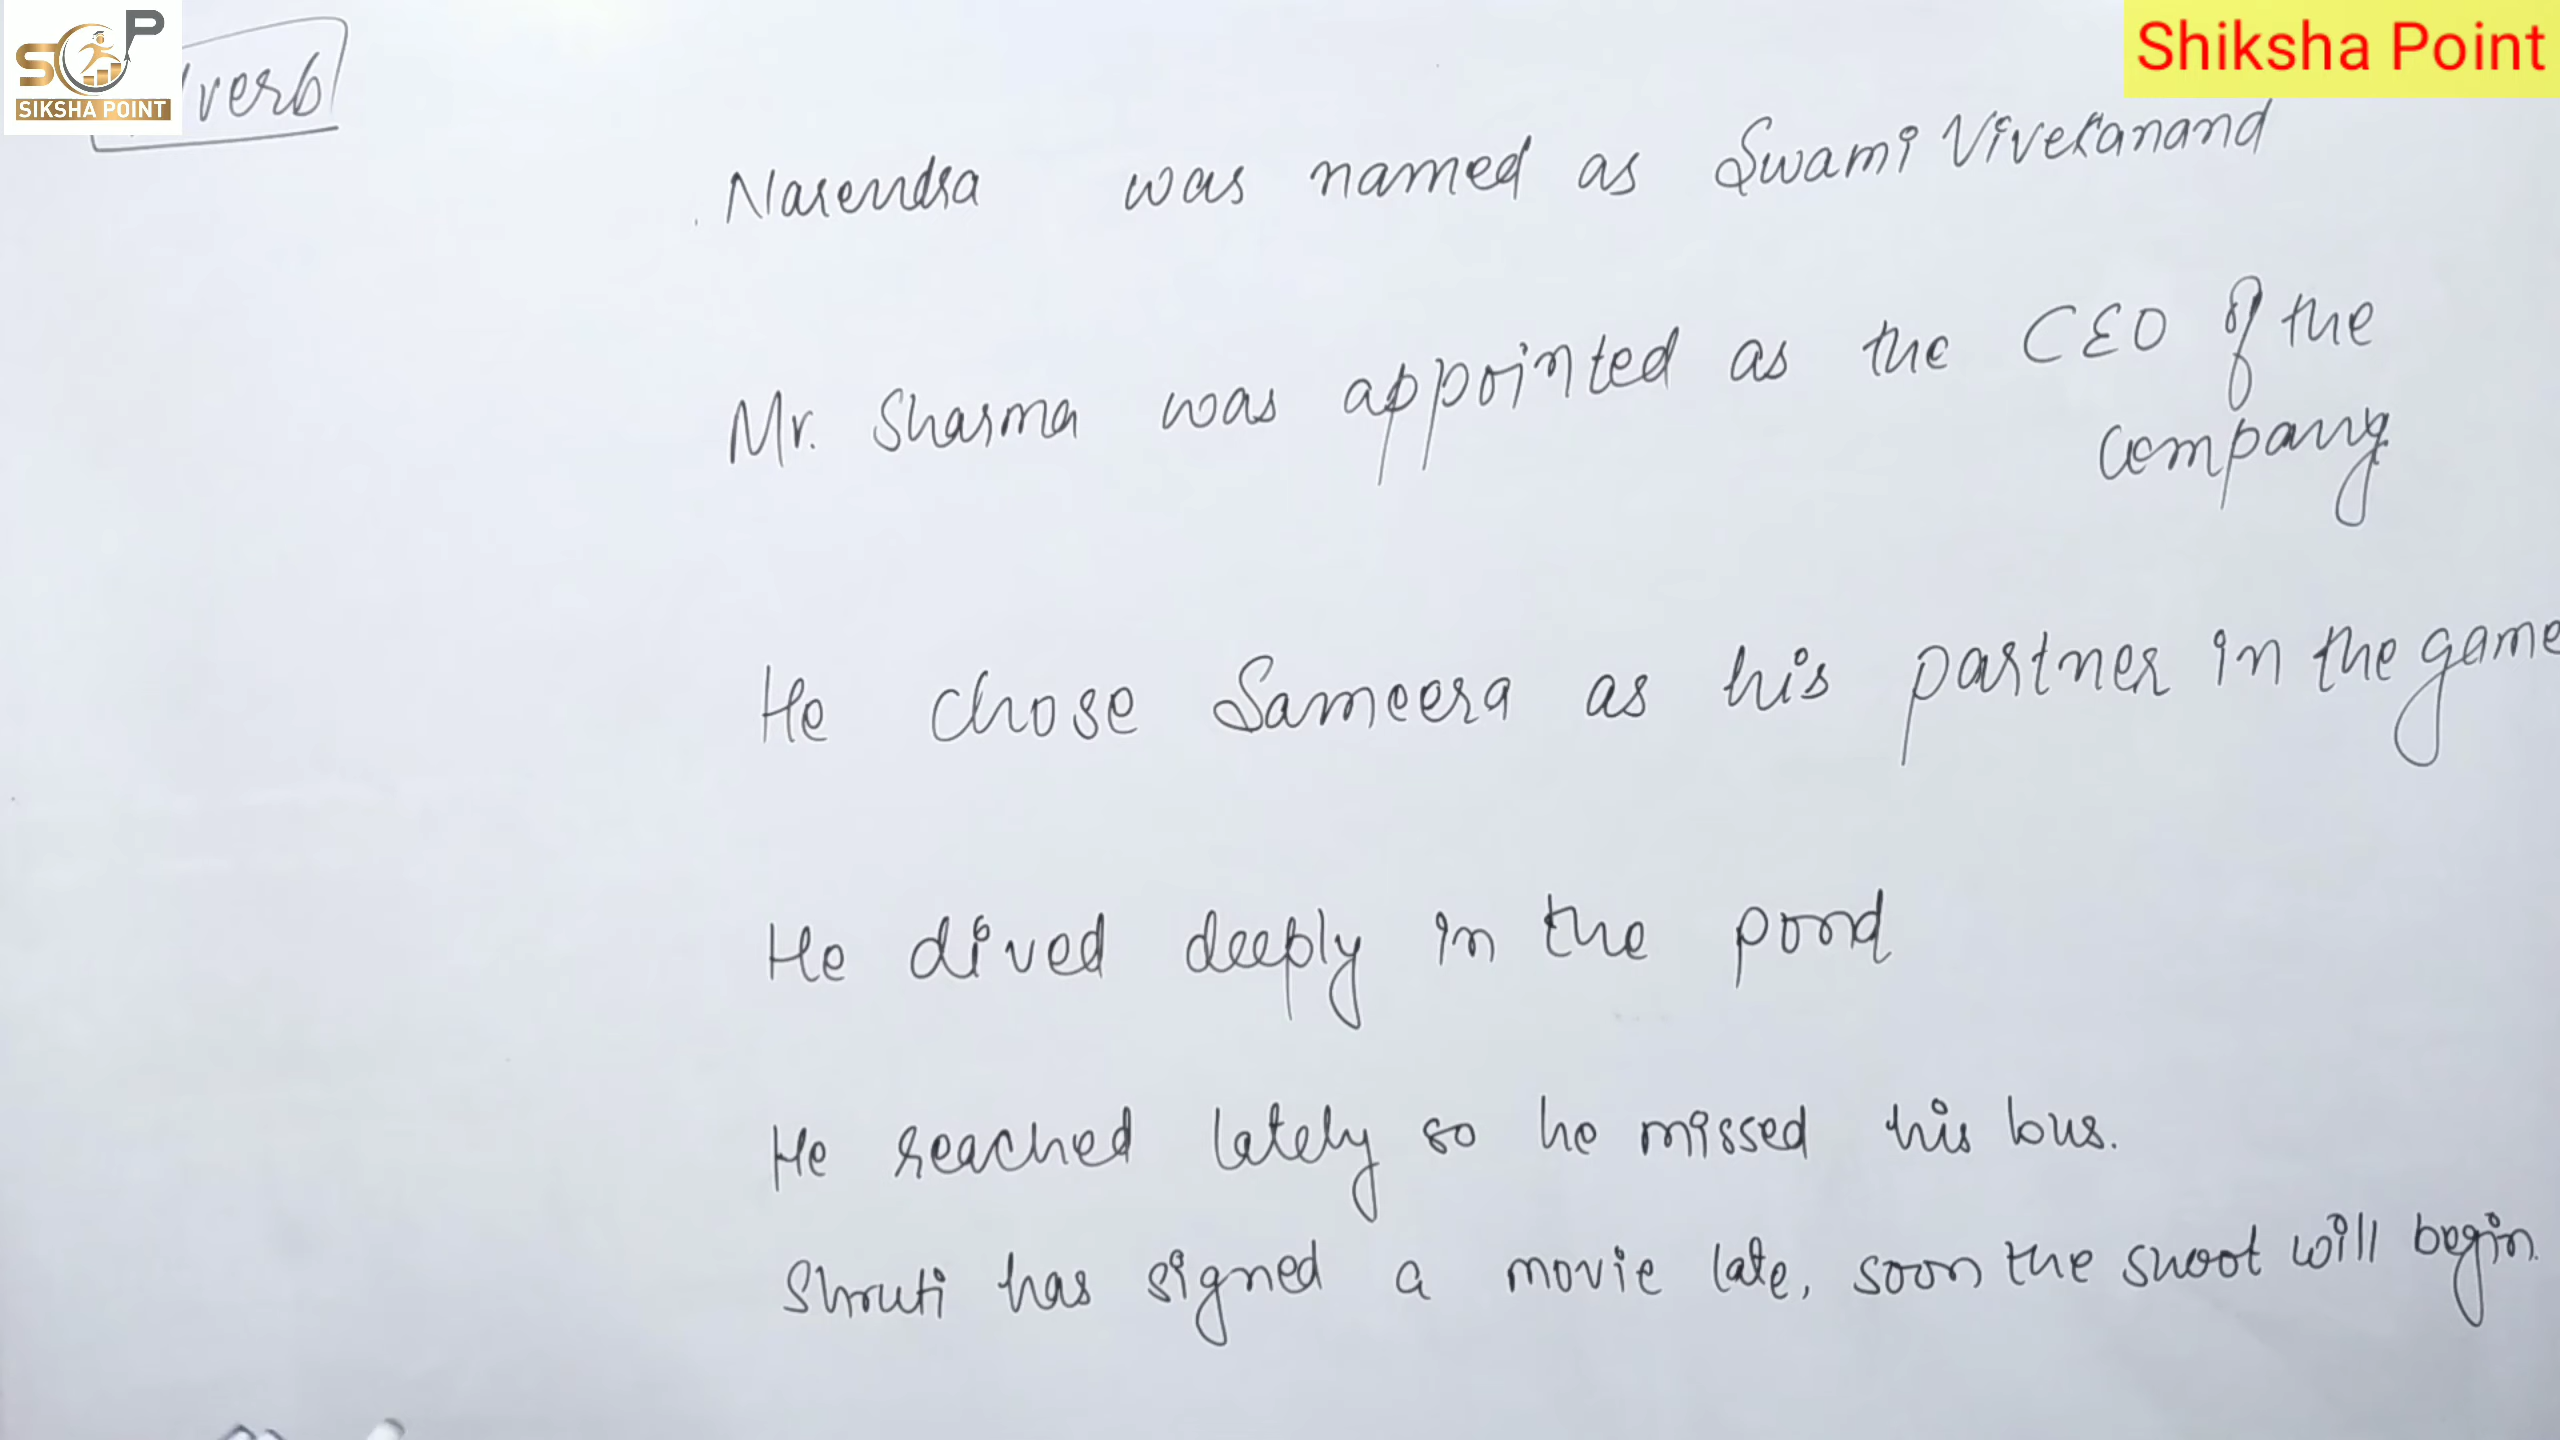 SP
SIKSHA POINT
Shiksha Point
verb
Narendra was named as Swami Vivekanand
Mr. Sharma was appointed as the CEO of the
company
He chose Sameera as his partner in the game
He dived deeply in the pond
He reached lately so he missed his bus.
Shruti has signed a movie late, soon the shoot will begin.